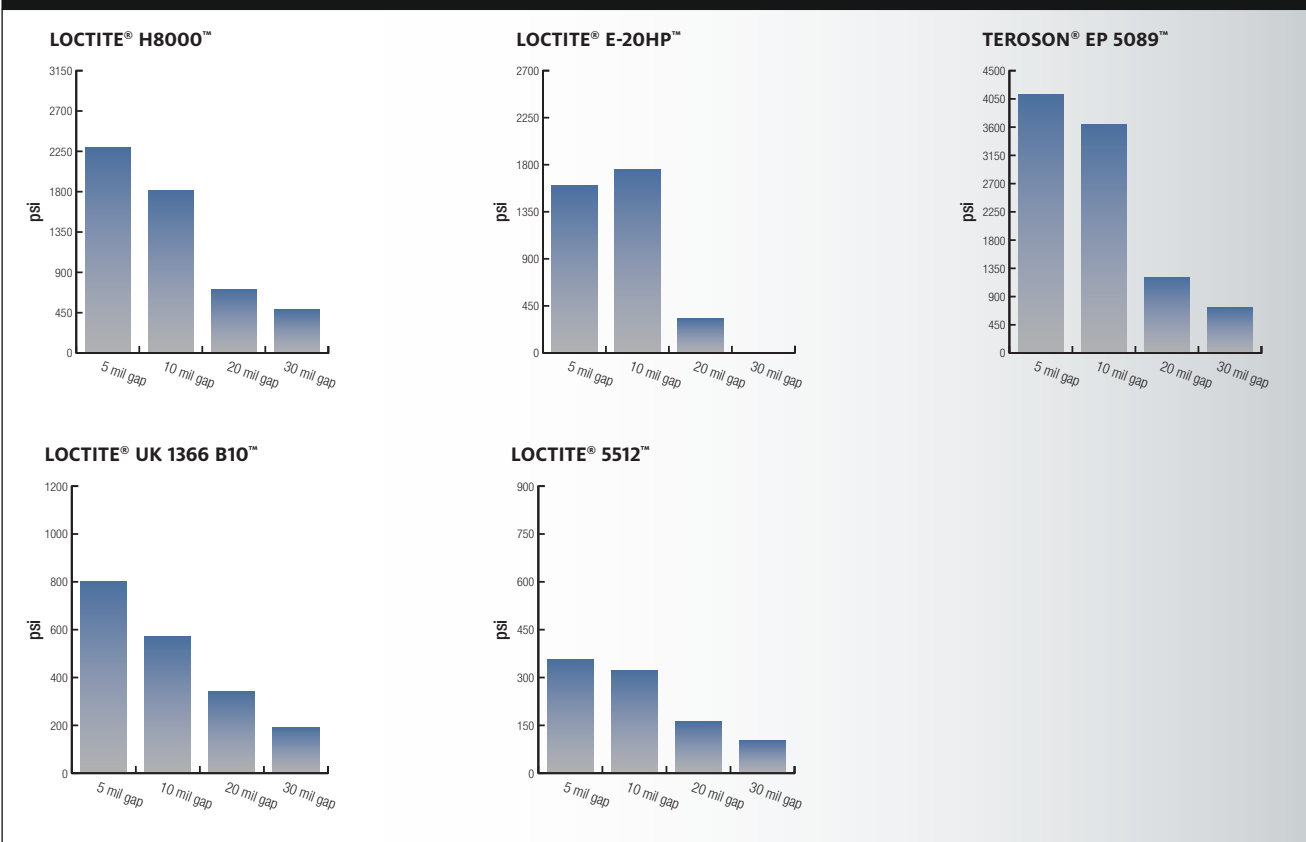 LOCTITE® H8000™
3150
2700
2250
1800
1350
900
450
0
psi
5 mil gap
10 mil gap
20 mil gap
30 mil gap
LOCTITE® E-20HP™
2700
2250
1800
1350
900
450
0
psi
5 mil gap
10 mil gap
20 mil gap
30 mil gap
TEROSON® EP 5089™
4500
4050
3600
3150
2700
2250
1800
1350
900
450
0
psi
5 mil gap
10 mil gap
20 mil gap
30 mil gap
LOCTITE® UK 1366 B10™
1200
1000
800
600
400
200
0
psi
5 mil gap
10 mil gap
20 mil gap
30 mil gap
LOCTITE® 5512™
900
750
600
450
300
150
0
psi
5 mil gap
10 mil gap
20 mil gap
30 mil gap